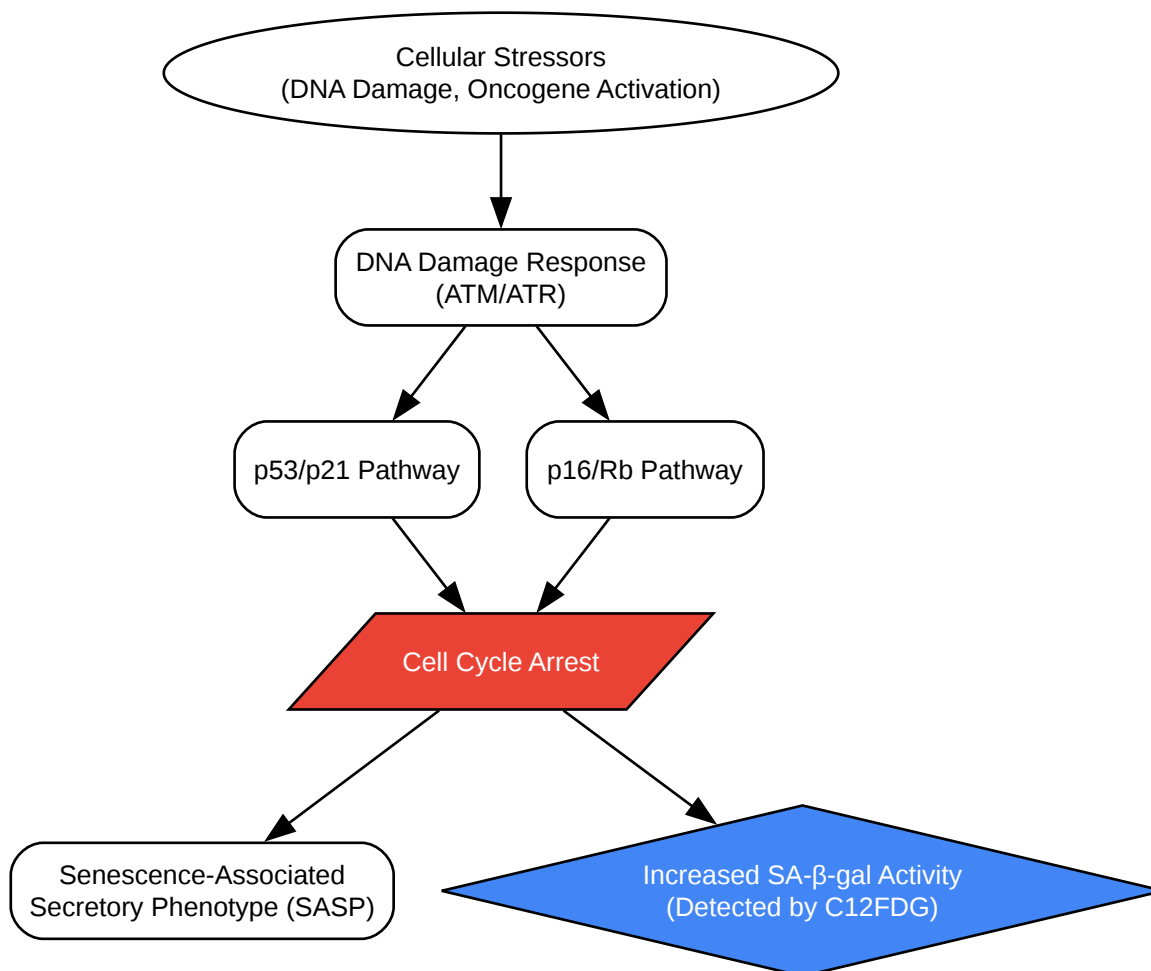 Cellular Stressors
(DNA Damage, Oncogene Activation)
DNA Damage Response
(ATM/ATR)
p53/p21 Pathway
p16/Rb Pathway
Cell Cycle Arrest
Senescence-Associated
Secretory Phenotype (SASP)
Increased SA-β-gal Activity
(Detected by C12FDG)